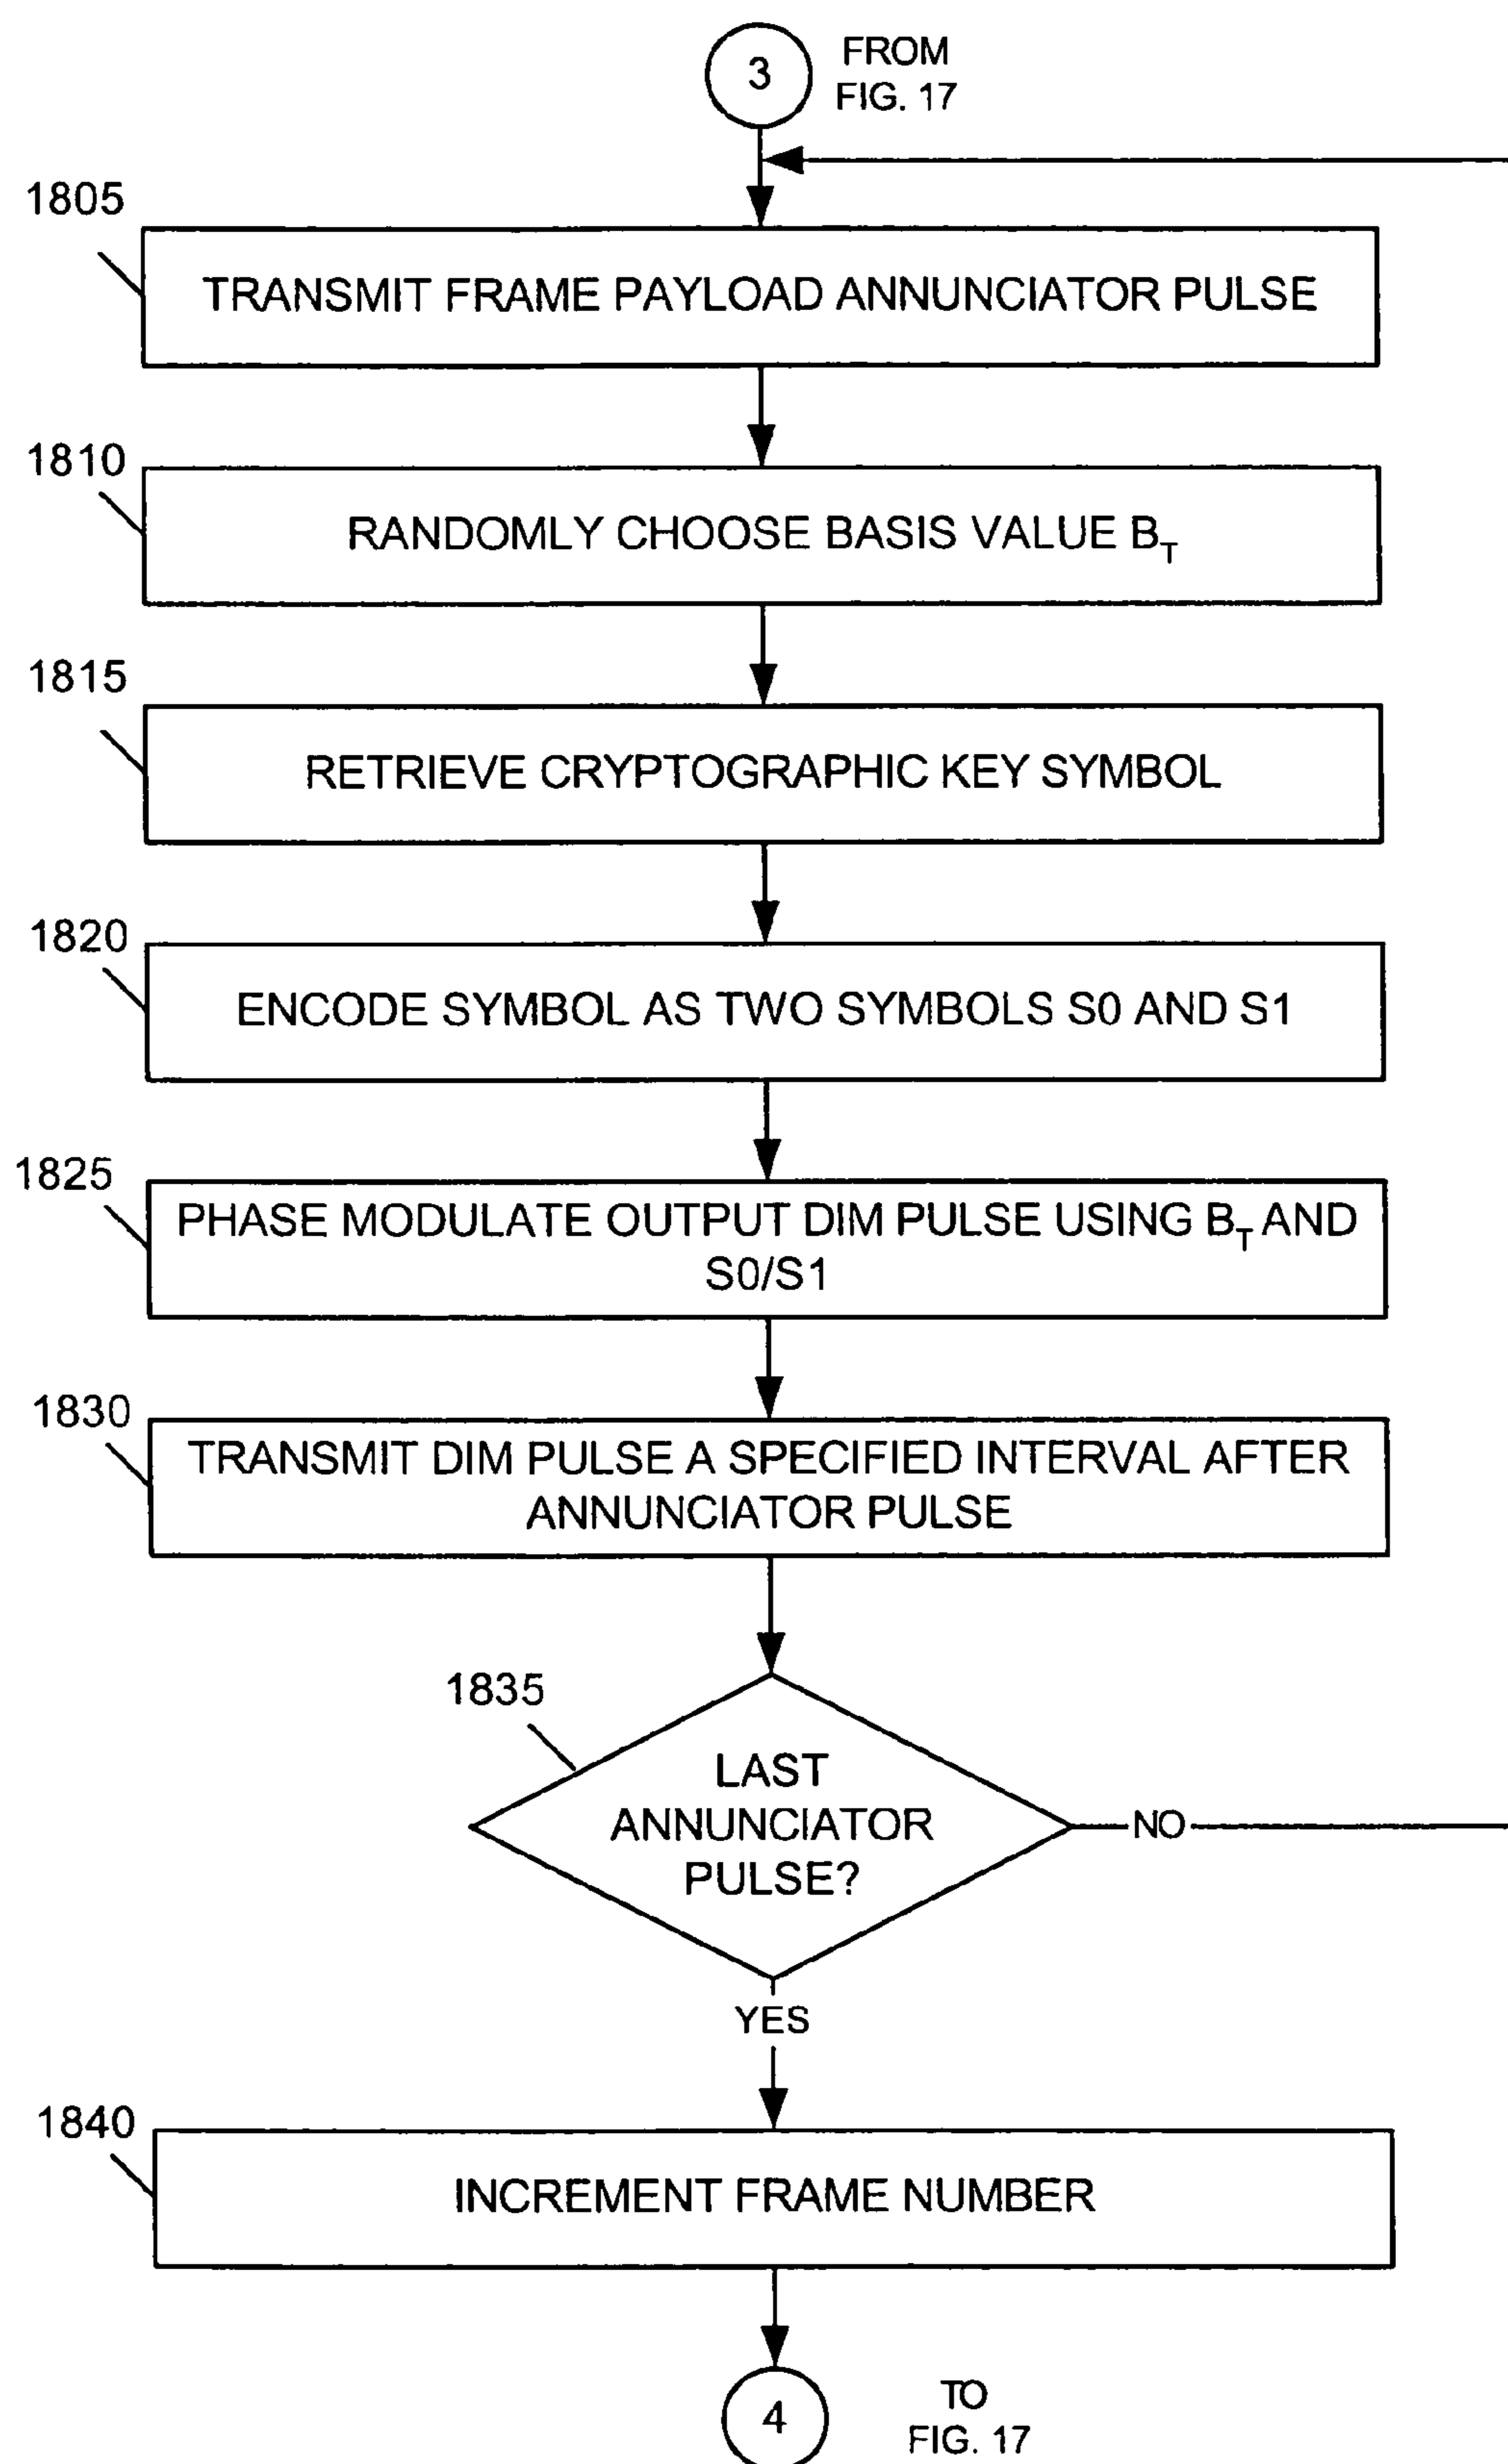 3
FROM
FIG. 17
1805
TRANSMIT FRAME PAYLOAD ANNUNCIATOR PULSE
1810
RANDOMLY CHOOSE BASIS VALUE B_T
1815
RETRIEVE CRYPTOGRAPHIC KEY SYMBOL
1820
ENCODE SYMBOL AS TWO SYMBOLS S0 AND S1
1825
PHASE MODULATE OUTPUT DIM PULSE USING B_T AND
S0/S1
1830
TRANSMIT DIM PULSE A SPECIFIED INTERVAL AFTER
ANNUNCIATOR PULSE
1835
LAST
ANNUNCIATOR
PULSE?
NO
YES
1840
INCREMENT FRAME NUMBER
4
TO
FIG. 17